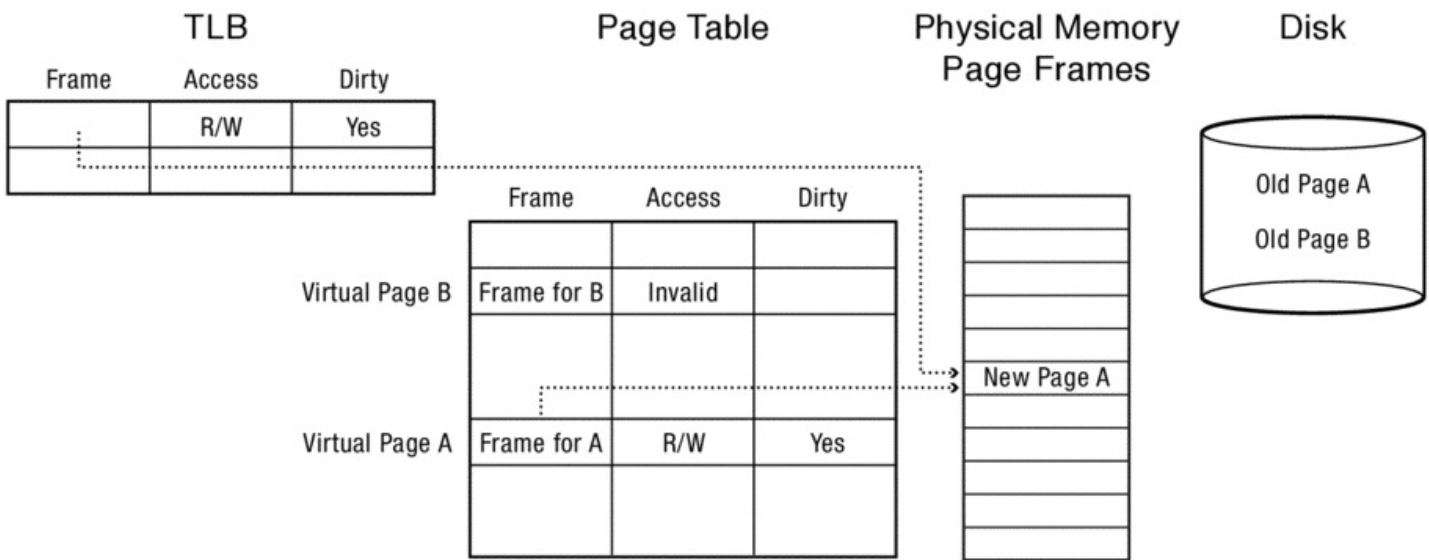 TLB
Page Table
Physical Memory
Page Frames
Disk
Frame Access Dirty
R/W Yes
Frame Access Dirty
Virtual Page B Frame for B Invalid
Virtual Page A Frame for A R/W Yes
New Page A
Old Page A
Old Page B